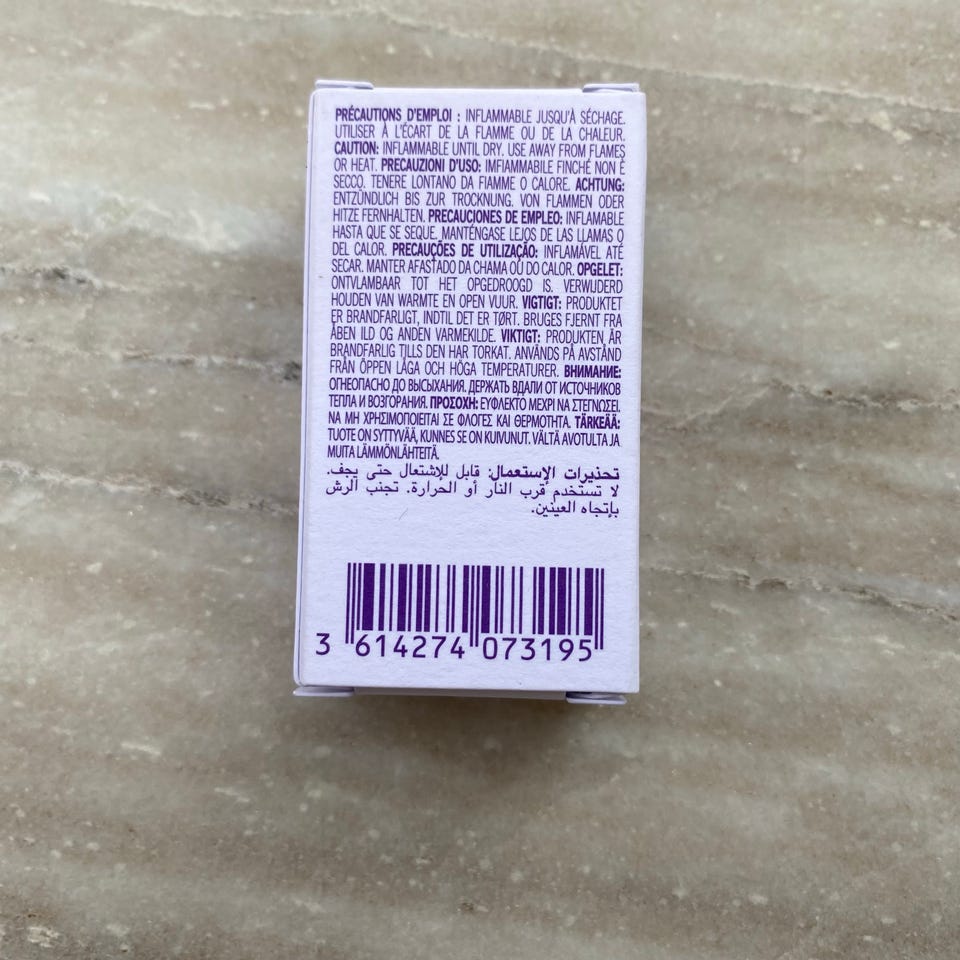 PRÉCAUTIONS D'EMPLOI : INFLAMMABLE JUSQU'À SÉCHAGE.
UTILISER À L'ÉCART DE LA FLAMME OU DE LA CHALEUR.
CAUTION: INFLAMMABLE UNTIL DRY. USE AWAY FROM FLAMES
OR HEAT. PRECAUZIONI D'USO: IMFIAMMABILE FINCHÉ NON È
SECCO. TENERE LONTANO DA FIAMME O CALORE. ACHTUNG:
ENTZÜNDLICH BIS ZUR TROCKNUNG. VON FLAMMEN ODER
HITZE FERNHALTEN. PRECAUCIONES DE EMPLEO: INFLAMABLE
HASTA QUE SE SEQUE. MANTÉNGASE LEJOS DE LAS LLAMAS O
DEL CALOR. PRECAUÇÕES DE UTILIZAÇÃO: INFLAMÁVEL ATÉ
SECAR. MANTER AFASTADO DA CHAMA OU DO CALOR. OPGELET:
ONTVLAMBAAR TOT HET OPGEDROOGD IS. VERWIJDERD
HOUDEN VAN WARMTE EN OPEN VUUR. VIGTIGT: PRODUKTET
ER BRANDFARLIGT, INDTIL DET ER TØRT. BRUGES FJERNT FRA
ÅBEN ILD OG ANDEN VARMEKILDE. VIKTIGT: PRODUKTEN ÄR
BRANDFARLIG TILLS DEN HAR TORKAT. ANVÄNDS PÅ AVSTÅND
FRÅN ÖPPEN LÅGA OCH HÖGA TEMPERATURER. ВНИМАНИЕ:
ОГНЕОПАСНО ДО ВЫСЫХАНИЯ. ДЕРЖАТЬ ВДАЛИ ОТ ИСТОЧНИКОВ
ТЕПЛА И ВОЗГОРАНИЯ. ΠΡΟΣΟΧΗ: ΕΥΦΛΕΚΤΟ ΜΕΧΡΙ ΝΑ ΣΤΕΓΝΩΣΕΙ.
ΝΑ ΜΗ ΧΡΗΣΙΜΟΠΟΙΕΙΤΑΙ ΣΕ ΦΛΟΓΕΣ ΚΑΙ ΘΕΡΜΟΤΗΤΑ. TÄRKEÄÄ:
TUOTE ON SYTTYVÄÄ, KUNNES SE ON KUIVUNUT. VÄLTÄ AVOTULTA JA
MUITA LÄMMÖNLÄHTEITÄ.
تحذيرات الإستعمال: قابل للإشتعال حتى يجف.
لا تستخدم قرب النار أو الحرارة. تجنب الرش
بإتجاه العينين.
3 614274 073195